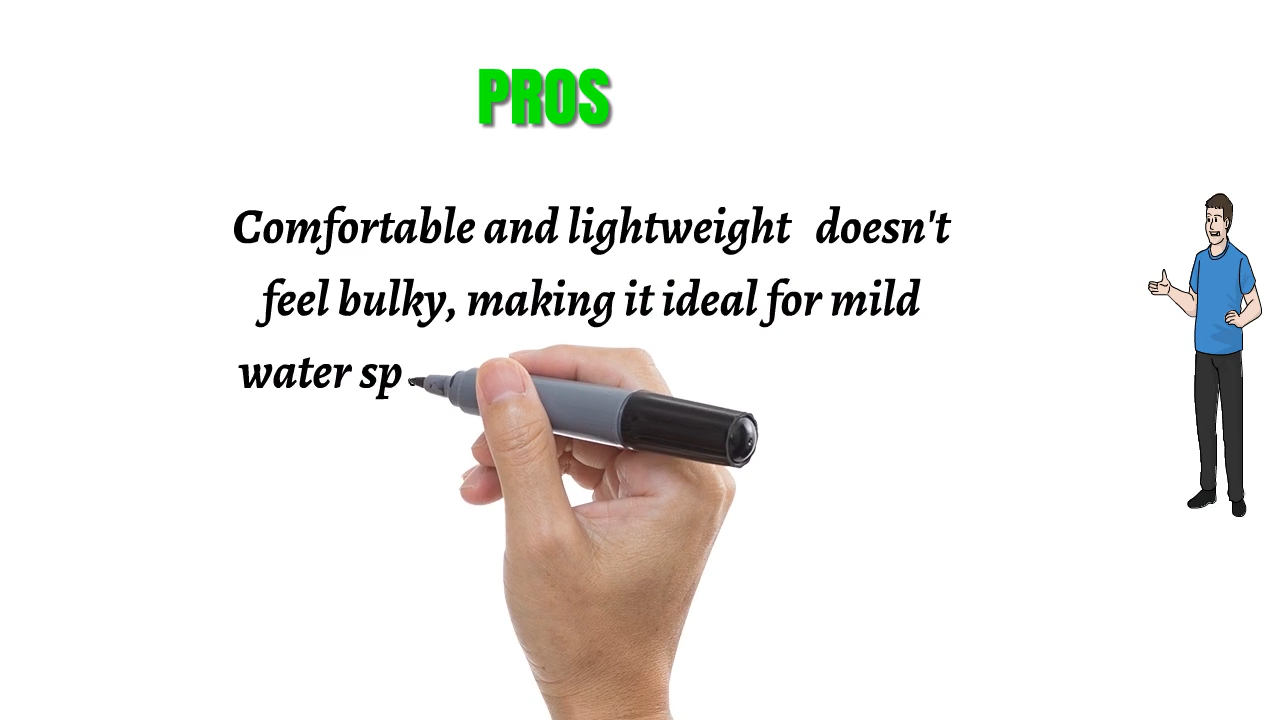 PROS
Comfortable and lightweight doesn't
feel bulky, making it ideal for mild
water sp